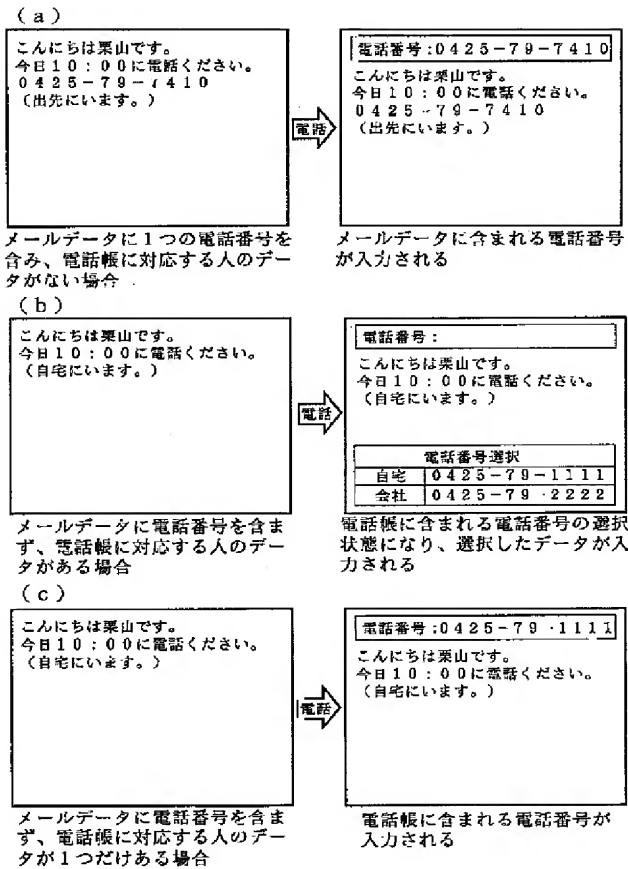 (a)
こんにちは栗山です。
今日10:00に電話ください。
0425-79-7410
(出先にいます。)
電話
電話番号:0425-79-7410
こんにちは栗山です。
今日10:00に電話ください。
0425-79-7410
(出先にいます。)
メールデータに1つの電話番号を
含み、電話帳に対応する人のデー
タがない場合
メールデータに含まれる電話番号
が入力される
(b)
こんにちは栗山です。
今日10:00に電話ください。
(自宅にいます。)
電話
電話番号:
こんにちは栗山です。
今日10:00に電話ください。
(自宅にいます。)
電話番号選択
自宅 0425-79-1111
会社 0425-79-2222
メールデータに電話番号を含ま
ず、電話帳に対応する人のデー
タがある場合
電話帳に含まれる電話番号の選択
状態になり、選択したデータが入
力される
(c)
こんにちは栗山です。
今日10:00に電話ください。
(自宅にいます。)
電話
電話番号:0425-79-1111
こんにちは栗山です。
今日10:00に電話ください。
(自宅にいます。)
メールデータに電話番号を含ま
ず、電話帳に対応する人のデー
タが1つだけある場合
電話帳に含まれる電話番号が
入力される